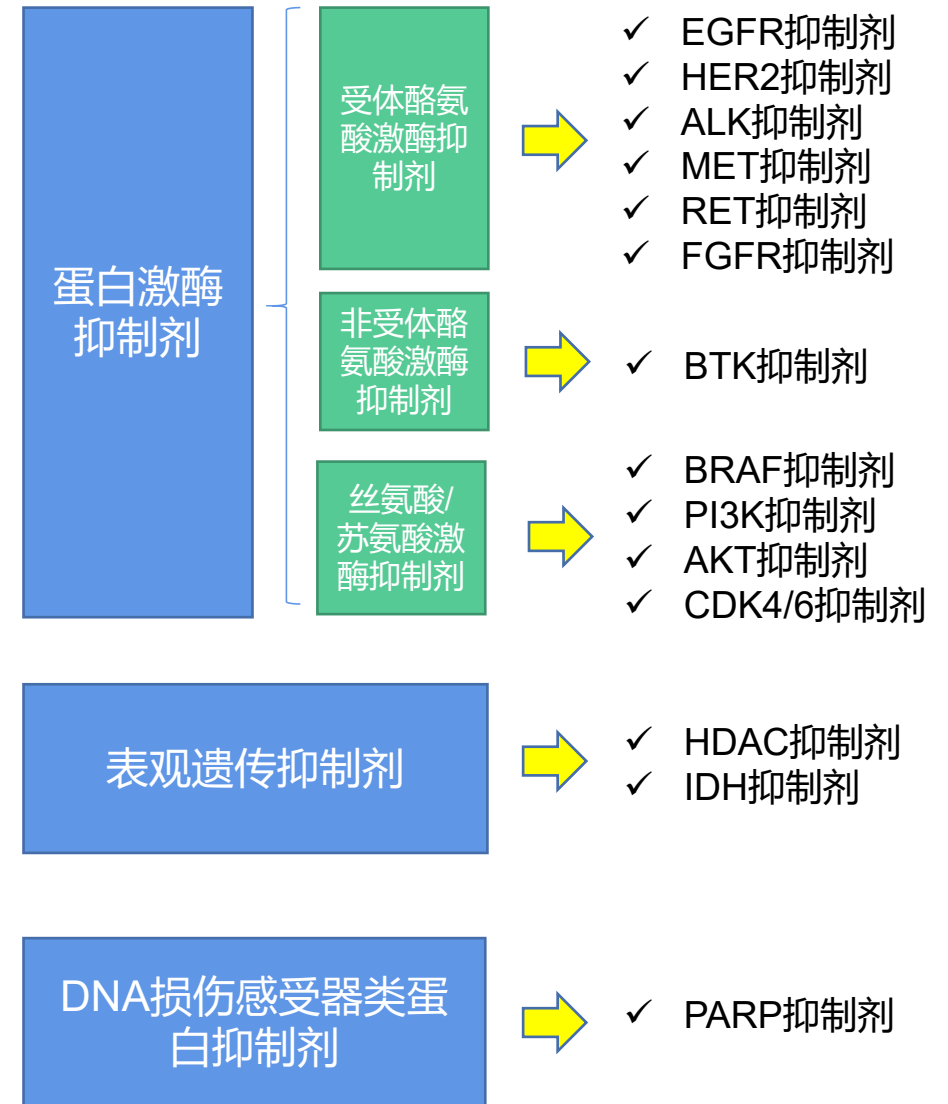 蛋白激酶
抑制剂
受体酪氨
酸激酶抑
制剂
✓ EGFR抑制剂
✓ HER2抑制剂
✓ ALK抑制剂
✓ MET抑制剂
✓ RET抑制剂
✓ FGFR抑制剂
非受体酪
氨酸激酶
抑制剂
✓ BTK抑制剂
丝氨酸/
苏氨酸激
酶抑制剂
✓ BRAF抑制剂
✓ PI3K抑制剂
✓ AKT抑制剂
✓ CDK4/6抑制剂
表观遗传抑制剂
✓ HDAC抑制剂
✓ IDH抑制剂
DNA损伤感受器类蛋
白抑制剂
✓ PARP抑制剂